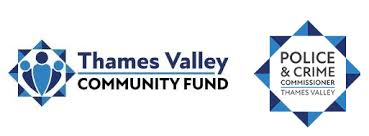 Thames Valley
COMMUNITY FUND
POLICE
& CRIME
COMMISSIONER
THAMES VALLEY